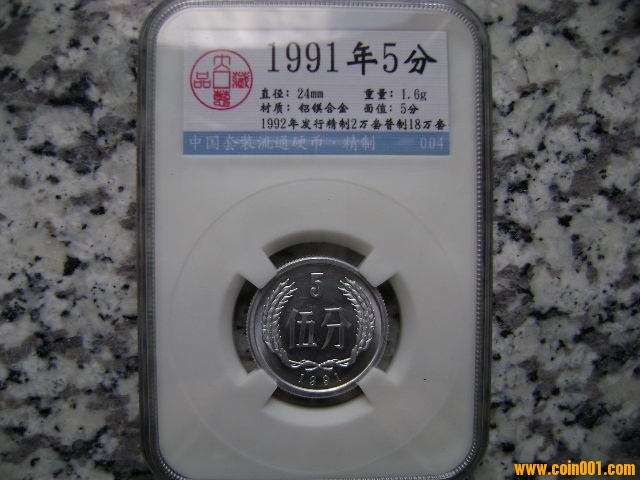 1991年5分
直径: 24mm 重量: 1.6g
材质: 铝镁合金 面值: 5分
1992年发行精制2万套普制18万套
中国套装流通硬币·精制 004
5
伍分
1991
www.coin001.com